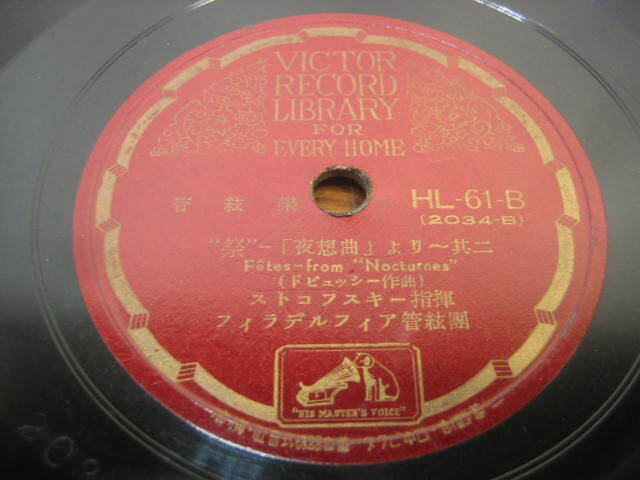 VICTOR
RECORD
LIBRARY
FOR
EVERY HOME
管絃樂
HL-61-B
(2034-B)
"祭"-「夜想曲」より～其二
Fêtes-from "Nocturnes"
(ドビュッシー作曲)
ストコフスキー指揮
フィラデルフィア管絃團
"HIS MASTER'S VOICE"